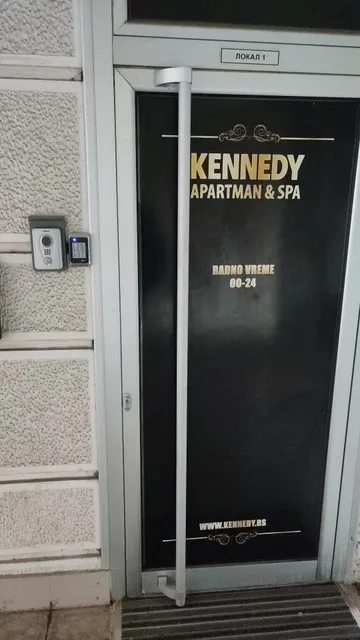 ЛОКАЛ 1
KENNEDY
APARTMAN & SPA
RADNO VREME
00-24
WWW.KENNEDY.RS